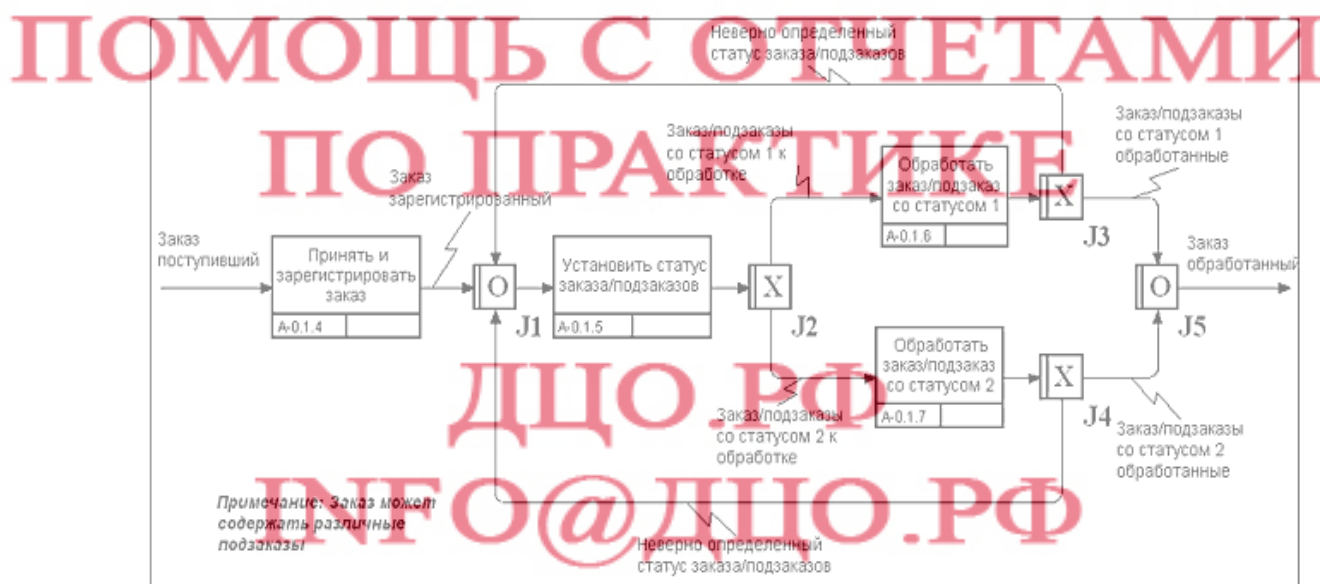 ПОМОЩЬ С ОТЧЕТАМИ
ПО ПРАКТИКЕ
ДЦО.РФ
INFO@ДЦО.РФ
Неверно определенный
статус заказа/подзаказов
Заказ/подзаказы
со статусом 1 к
обработке
Заказ/подзаказы
со статусом 1
обработанные
Заказ
зарегистрированный
Обработать
заказ/подзаказ
со статусом 1
А-0.1.6
X
J3
Заказ
поступивший
Принять и
зарегистрировать
заказ
А-0.1.4
O
J1
Установить статус
заказа/подзаказов
А-0.1.5
X
J2
O
J5
Заказ
обработанный
Обработать
заказ/подзаказ
со статусом 2
А-0.1.7
X
J4
Заказ/подзаказы
со статусом 2 к
обработке
Заказ/подзаказы
со статусом 2
обработанные
Примечание: Заказ может
содержать различные
подзаказы
Неверно определенный
статус заказа/подзаказов